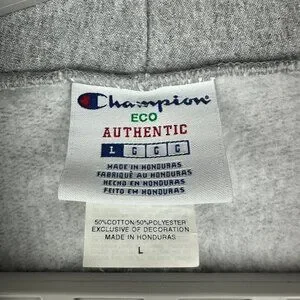 Champion
ECO
AUTHENTIC
L G G G
MADE IN HONDURAS
FABRIQUÉ AU HONDURAS
HECHO EN HONDURAS
FEITO EM HONDURAS
50%COTTON/50%POLYESTER
EXCLUSIVE OF DECORATION
MADE IN HONDURAS
L